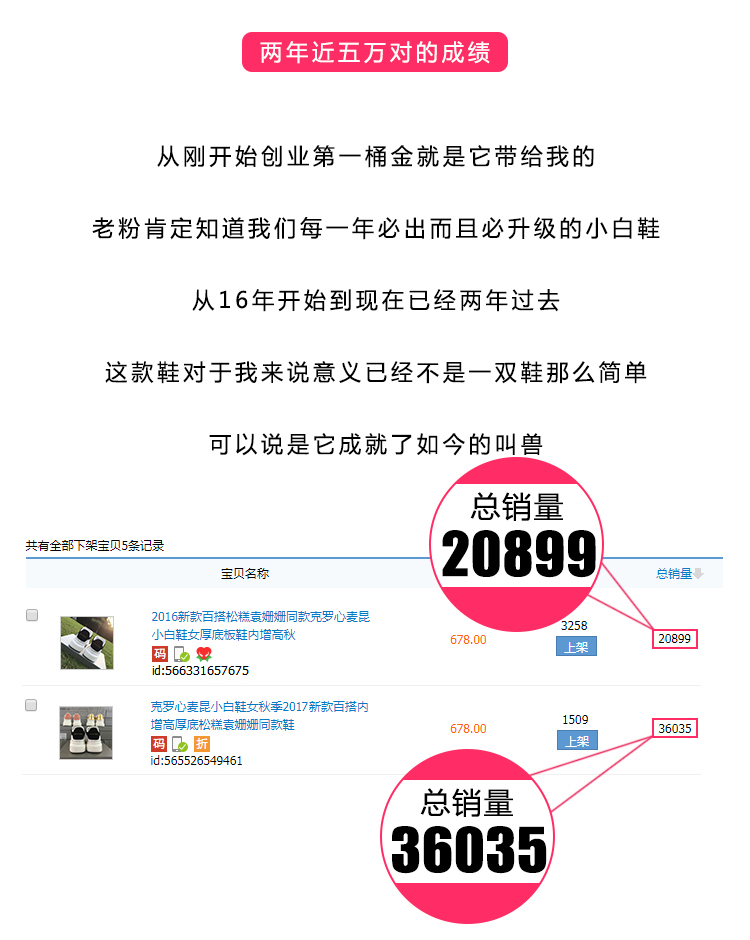 两年近五万对的成绩
从刚开始创业第一桶金就是它带给我的
老粉肯定知道我们每一年必出而且必升级的小白鞋
从16年开始到现在已经两年过去
这款鞋对于我来说意义已经不是一双鞋那么简单
可以说是它成就了如今的叫兽
总销量
20899
共有全部下架宝贝5条记录
宝贝名称
总销量
2016新款百搭松糕袁姗姗同款克罗心麦昆
小白鞋女厚底板鞋内增高秋
码
id:566331657675
678.00
3258
上架
20899
克罗心麦昆小白鞋女秋季2017新款百搭内
增高厚底松糕袁姗姗同款鞋
码 折
id:565526549461
678.00
1509
上架
36035
总销量
36035